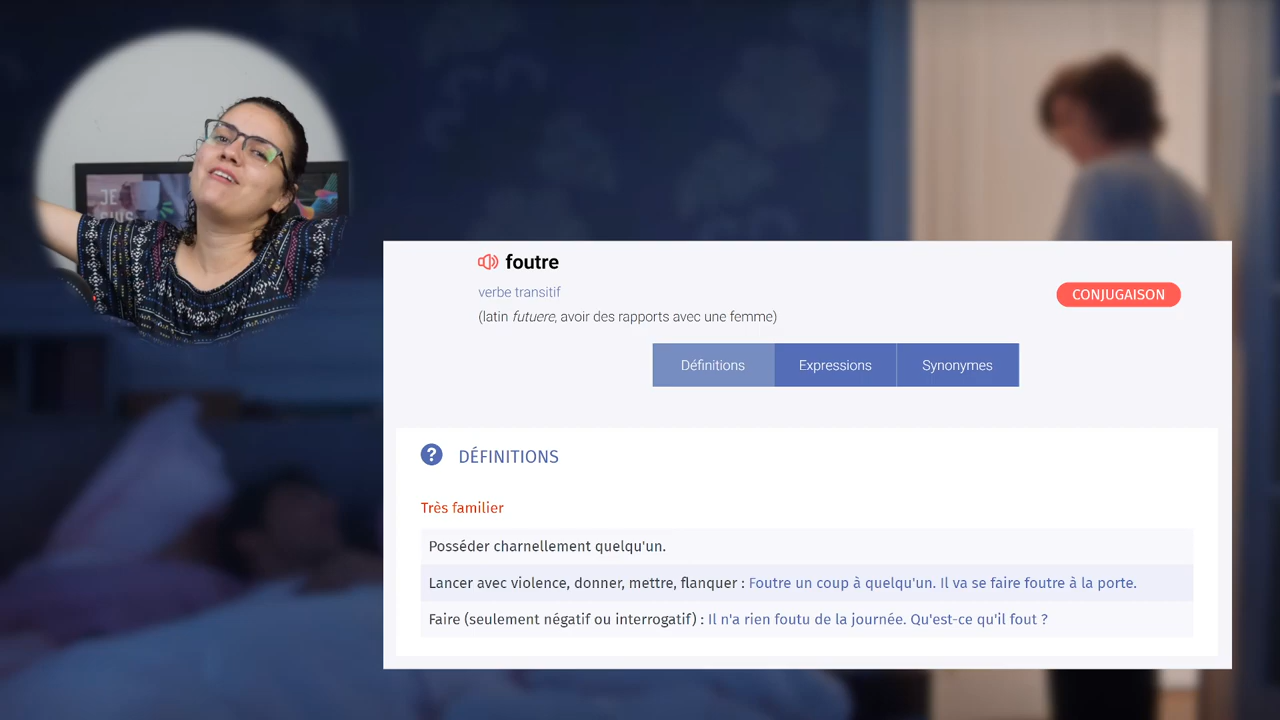 JE
SUIS
foutre
verbe transitif
(latin futuere, avoir des rapports avec une femme)
CONJUGAISON
Définitions
Expressions
Synonymes
? DÉFINITIONS
Très familier
Posséder charnellement quelqu'un.
Lancer avec violence, donner, mettre, flanquer : Foutre un coup à quelqu'un. Il va se faire foutre à la porte.
Faire (seulement négatif ou interrogatif) : Il n'a rien foutu de la journée. Qu'est-ce qu'il fout ?